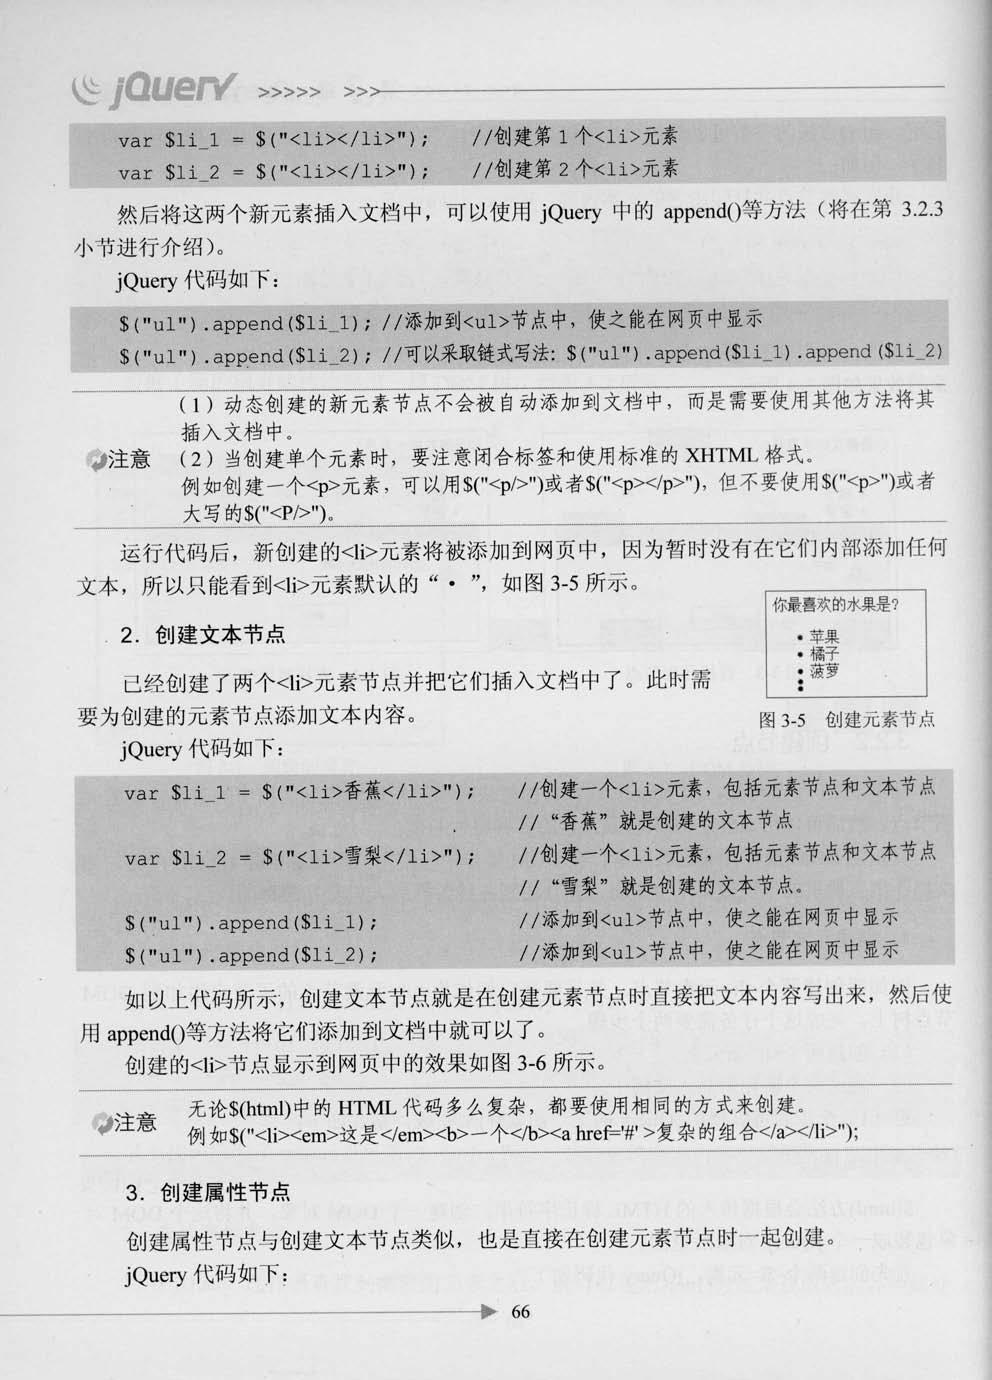 jQuery >>>>> >>>
var $li_1 = $("<li></li>"); //创建第 1 个<li>元素
var $li_2 = $("<li></li>"); //创建第 2 个<li>元素
然后将这两个新元素插入文档中，可以使用 jQuery 中的 append()等方法（将在第 3.2.3
小节进行介绍）。
jQuery 代码如下：
$("ul").append($li_1); //添加到<ul>节点中，使之能在网页中显示
$("ul").append($li_2); //可以采取链式写法：$("ul").append($li_1).append($li_2)
（1）动态创建的新元素节点不会被自动添加到文档中，而是需要使用其他方法将其
插入文档中。
注意 （2）当创建单个元素时，要注意闭合标签和使用标准的 XHTML 格式。
例如创建一个<p>元素，可以用$("<p/>")或者$("<p></p>")，但不要使用$("<p>")或者
大写的$("<P/>")。
运行代码后，新创建的<li>元素将被添加到网页中，因为暂时没有在它们内部添加任何
文本，所以只能看到<li>元素默认的“·”，如图 3-5 所示。
你最喜欢的水果是?
• 苹果
• 橘子
• 菠萝
•
•
图 3-5 创建元素节点
2．创建文本节点
已经创建了两个<li>元素节点并把它们插入文档中了。此时需
要为创建的元素节点添加文本内容。
jQuery 代码如下：
var $li_1 = $("<li>香蕉</li>"); //创建一个<li>元素，包括元素节点和文本节点
//“香蕉”就是创建的文本节点
var $li_2 = $("<li>雪梨</li>"); //创建一个<li>元素，包括元素节点和文本节点
//“雪梨”就是创建的文本节点。
$("ul").append($li_1); //添加到<ul>节点中，使之能在网页中显示
$("ul").append($li_2); //添加到<ul>节点中，使之能在网页中显示
如以上代码所示，创建文本节点就是在创建元素节点时直接把文本内容写出来，然后使
用 append()等方法将它们添加到文档中就可以了。
创建的<li>节点显示到网页中的效果如图 3-6 所示。
无论$(html)中的 HTML 代码多么复杂，都要使用相同的方式来创建。
注意
例如$("<li><em>这是</em><b>一个</b><a href='#' >复杂的组合</a></li>");
3．创建属性节点
创建属性节点与创建文本节点类似，也是直接在创建元素节点时一起创建。
jQuery 代码如下：
66